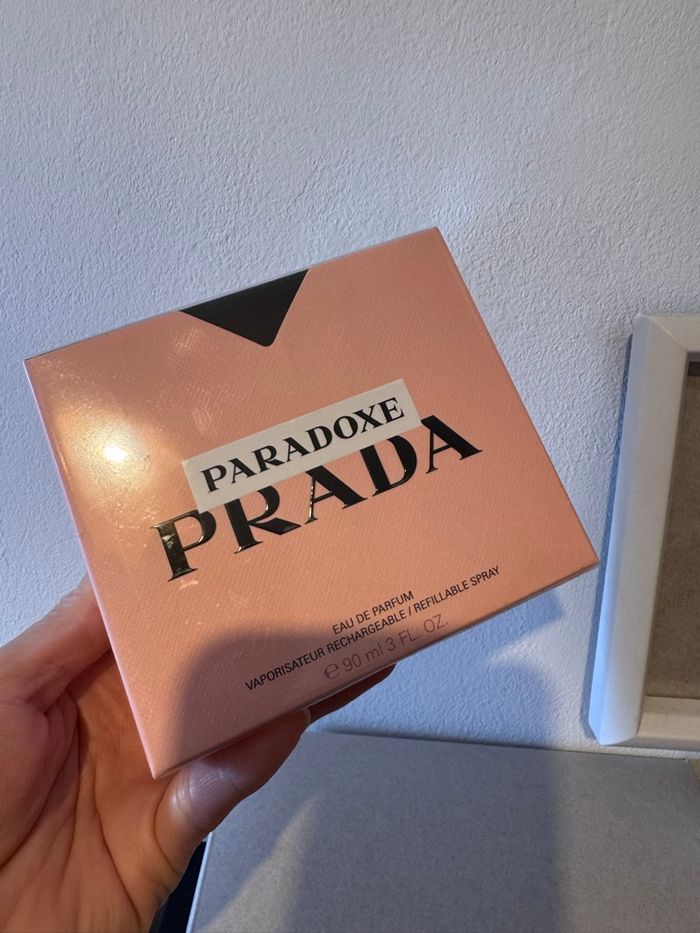 PARADOXE
PRADA
EAU DE PARFUM
VAPORISATEUR RECHARGEABLE / REFILLABLE SPRAY
℮ 90 ml 3 FL. OZ.